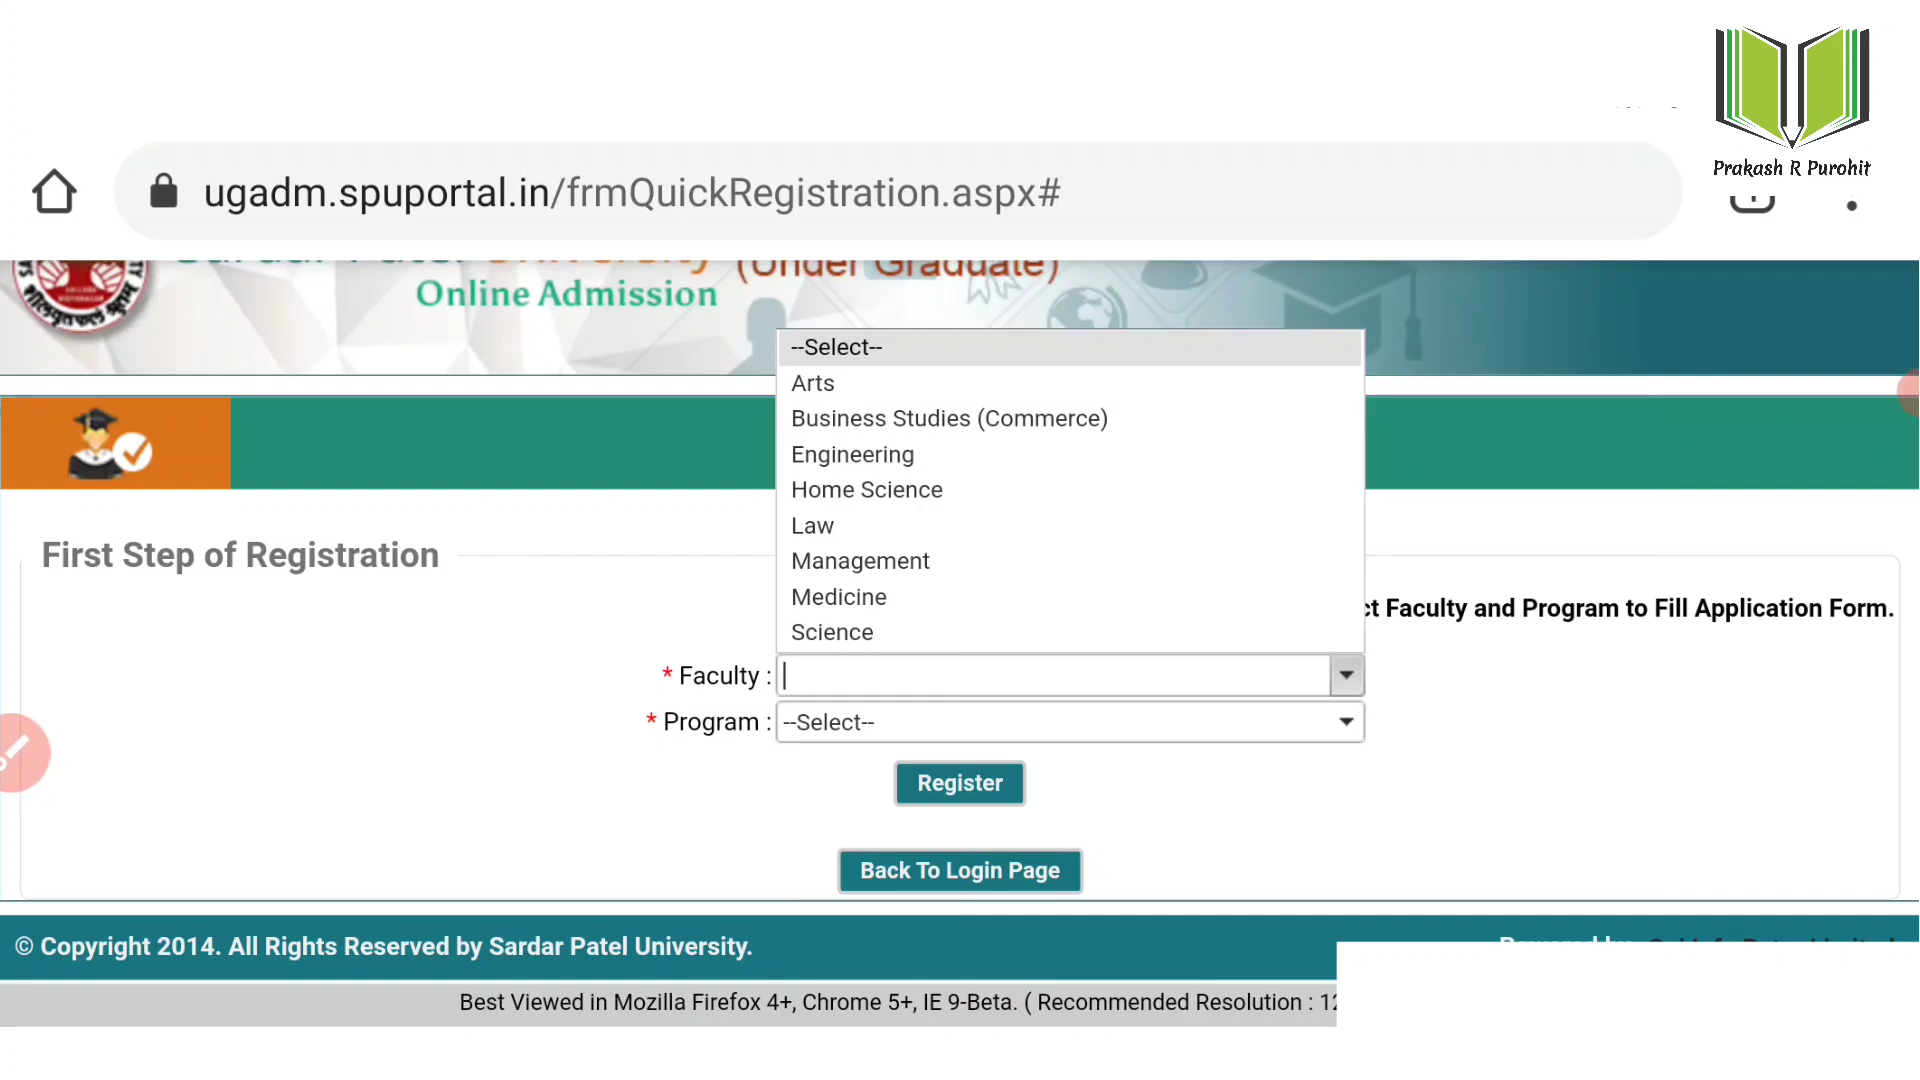 Prakash R Purohit
ugadm.spuportal.in/frmQuickRegistration.aspx#
(Under Graduate)
Online Admission
--Select--
Arts
Business Studies (Commerce)
Engineering
Home Science
Law
Management
Medicine
Science
First Step of Registration
Faculty and Program to Fill Application Form.
* Faculty :
* Program : --Select--
Register
Back To Login Page
© Copyright 2014. All Rights Reserved by Sardar Patel University.
Best Viewed in Mozilla Firefox 4+, Chrome 5+, IE 9-Beta. ( Recommended Resolution :